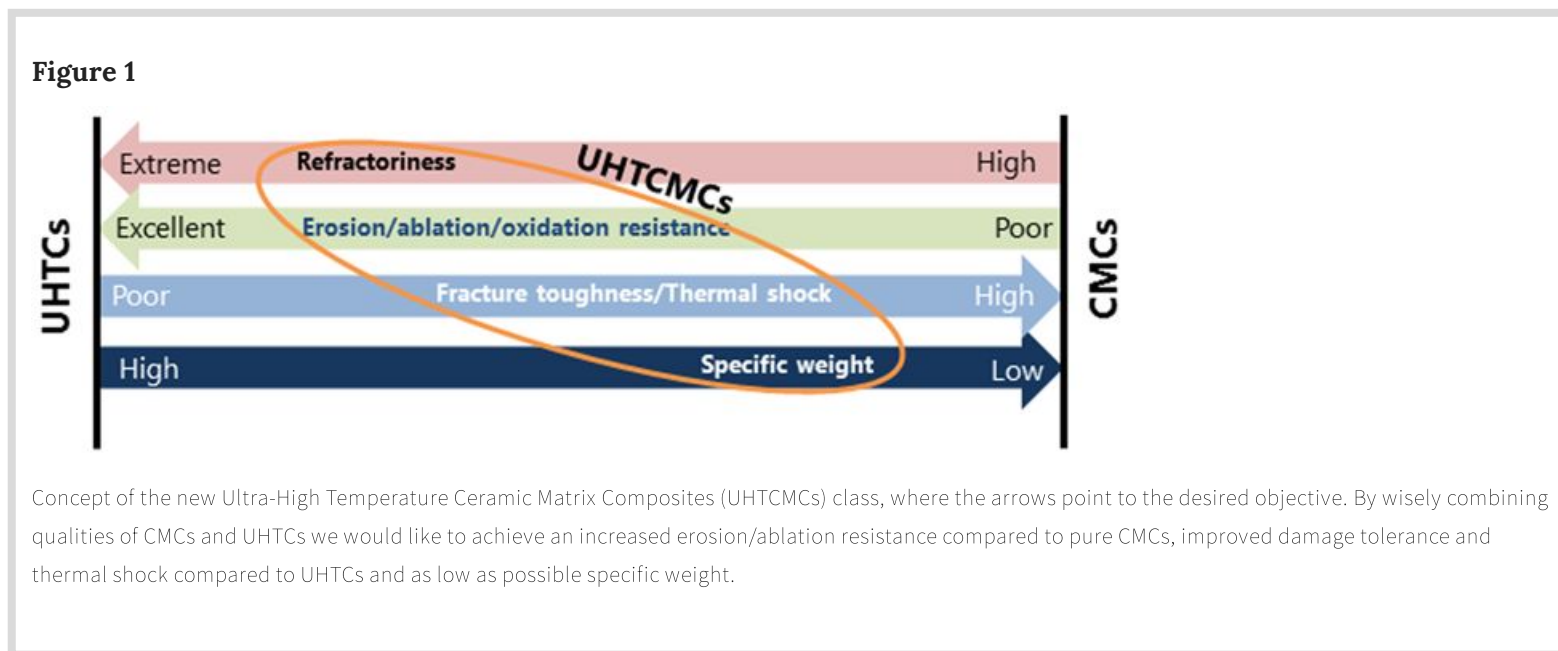 Figure 1
UHTCMCs
Extreme Refractoriness High
Excellent Erosion/ablation/oxidation resistance Poor
Poor Fracture toughness/Thermal shock High
High Specific weight Low
UHTCs
CMCs
Concept of the new Ultra-High Temperature Ceramic Matrix Composites (UHTCMCs) class, where the arrows point to the desired objective. By wisely combining
qualities of CMCs and UHTCs we would like to achieve an increased erosion/ablation resistance compared to pure CMCs, improved damage tolerance and
thermal shock compared to UHTCs and as low as possible specific weight.